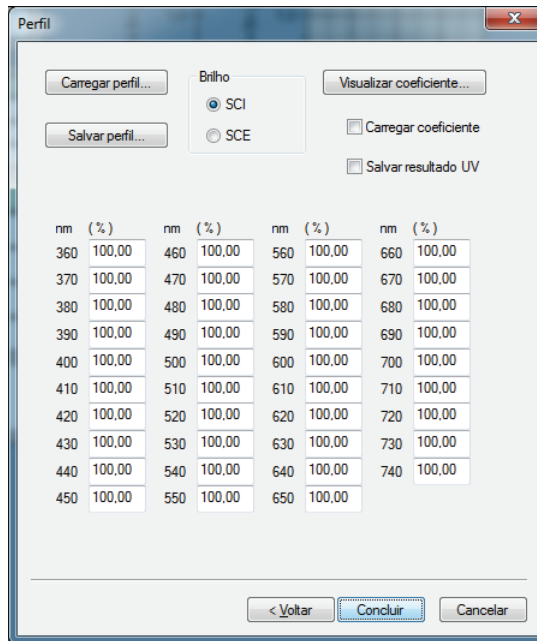 Perfil
Carregar perfil...
Brilho
Visualizar coeficiente...
SCI
Salvar perfil...
SCE
Carregar coeficiente
Salvar resultado UV
nm (%) nm (%) nm (%) nm (%)
360 100,00 460 100,00 560 100,00 660 100,00
370 100,00 470 100,00 570 100,00 670 100,00
380 100,00 480 100,00 580 100,00 680 100,00
390 100,00 490 100,00 590 100,00 690 100,00
400 100,00 500 100,00 600 100,00 700 100,00
410 100,00 510 100,00 610 100,00 710 100,00
420 100,00 520 100,00 620 100,00 720 100,00
430 100,00 530 100,00 630 100,00 730 100,00
440 100,00 540 100,00 640 100,00 740 100,00
450 100,00 550 100,00 650 100,00
< Voltar Concluir Cancelar